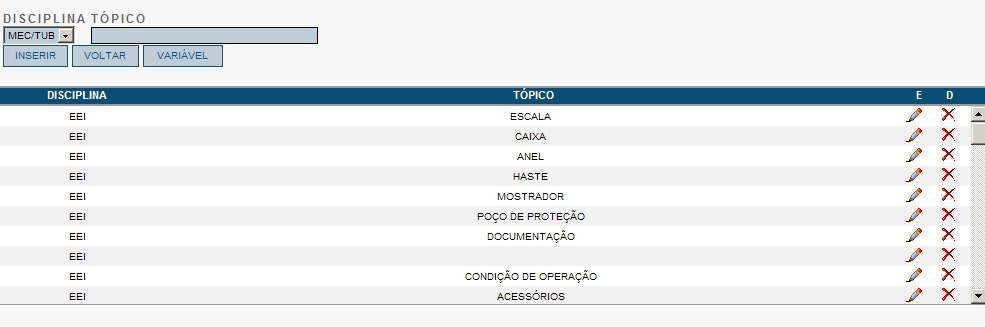 DISCIPLINA TÓPICO
MEC/TUB
INSERIR VOLTAR VARIÁVEL
DISCIPLINA TÓPICO E D
EEI ESCALA
EEI CAIXA
EEI ANEL
EEI HASTE
EEI MOSTRADOR
EEI POÇO DE PROTEÇÃO
EEI DOCUMENTAÇÃO
EEI
EEI CONDIÇÃO DE OPERAÇÃO
EEI ACESSÓRIOS